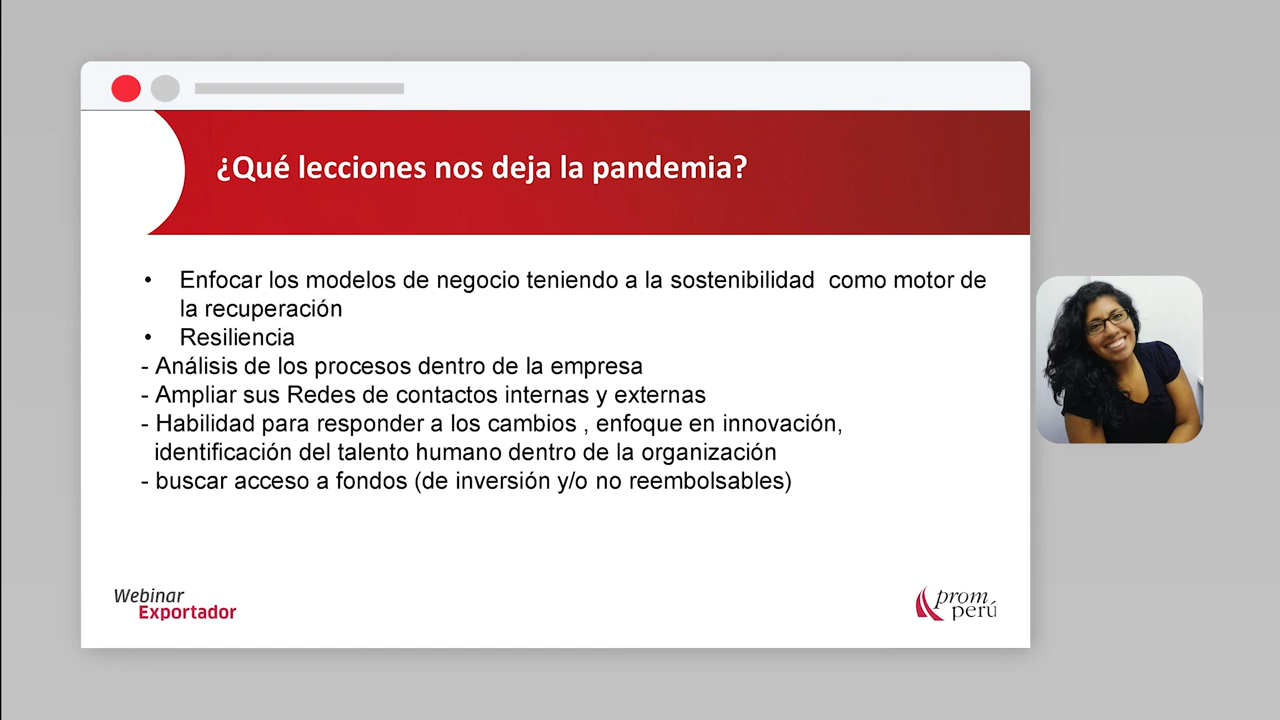 ¿Qué lecciones nos deja la pandemia?
• Enfocar los modelos de negocio teniendo a la sostenibilidad  como motor de
la recuperación
• Resiliencia
- Análisis de los procesos dentro de la empresa
- Ampliar sus Redes de contactos internas y externas
- Habilidad para responder a los cambios , enfoque en innovación,
identificación del talento humano dentro de la organización
- buscar acceso a fondos (de inversión y/o no reembolsables)
Webinar
Exportador
prom
perú